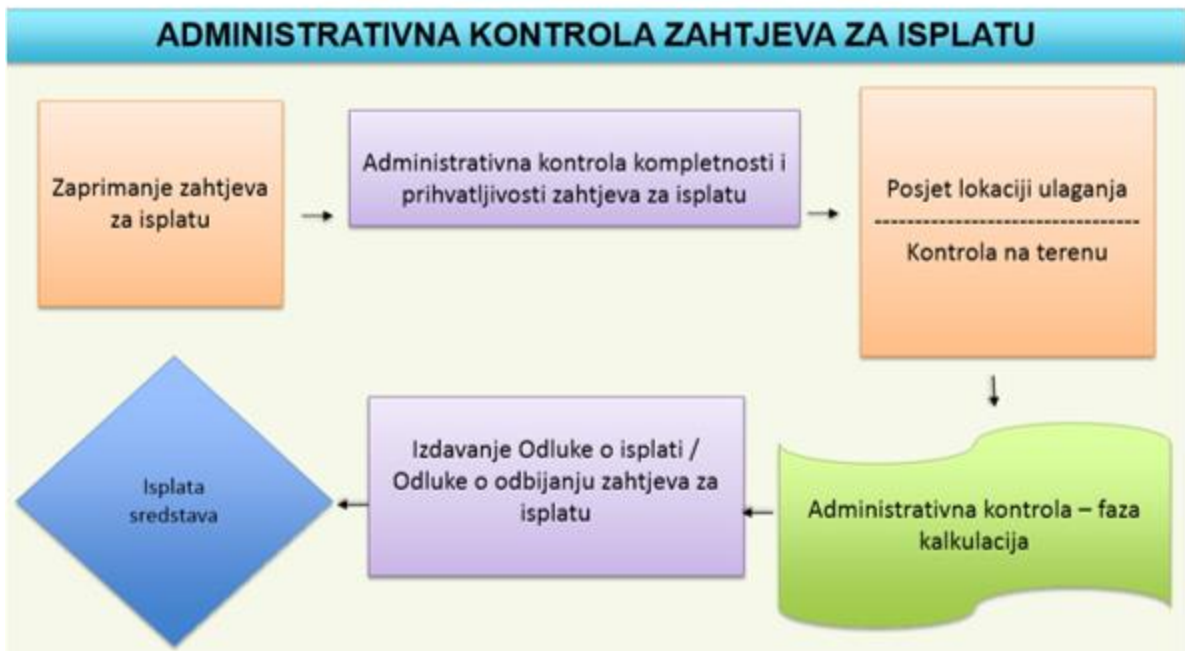 ADMINISTRATIVNA KONTROLA ZAHTJEVA ZA ISPLATU
Zaprimanje zahtjeva
za isplatu
Administrativna kontrola kompletnosti i
prihvatljivosti zahtjeva za isplatu
Posjet lokaciji ulaganja
--------------------------------
Kontrola na terenu
Administrativna kontrola – faza
kalkulacija
Izdavanje Odluke o isplati /
Odluke o odbijanju zahtjeva za
isplatu
Isplata
sredstava